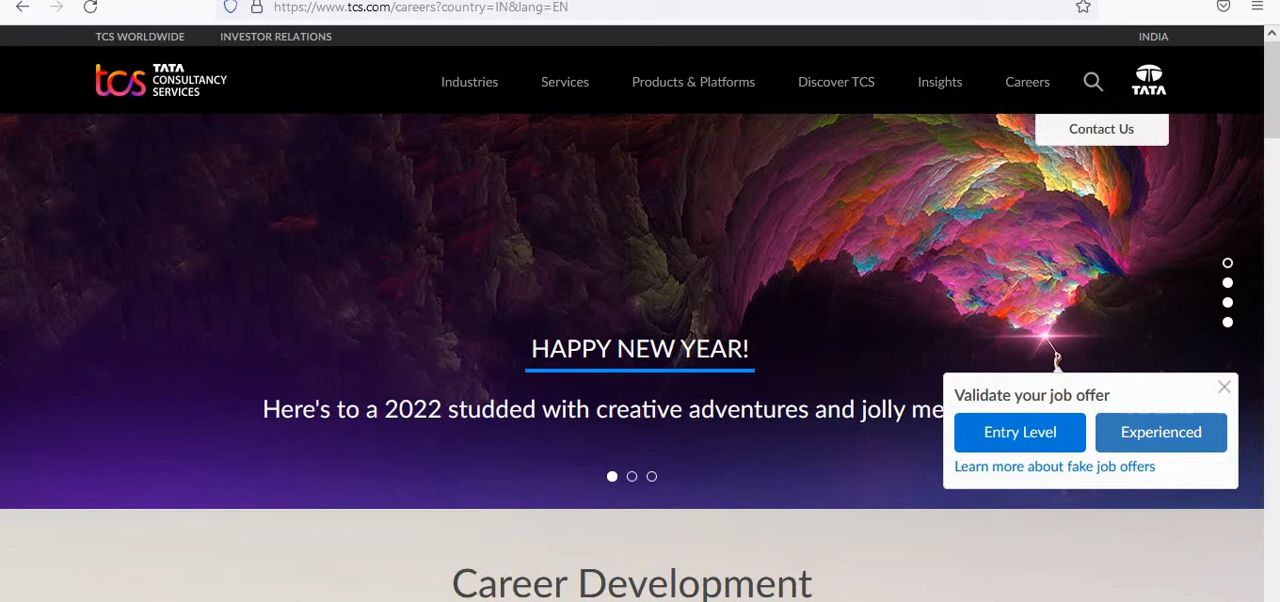 https://www.tcs.com/careers?country=IN&lang=EN
TCS WORLDWIDE INVESTOR RELATIONS INDIA
tcs TATA CONSULTANCY SERVICES
Industries Services Products & Platforms Discover TCS Insights Careers TATA
Contact Us
HAPPY NEW YEAR!
Here's to a 2022 studded with creative adventures and jolly me
Validate your job offer
Entry Level Experienced
Learn more about fake job offers
Career Development